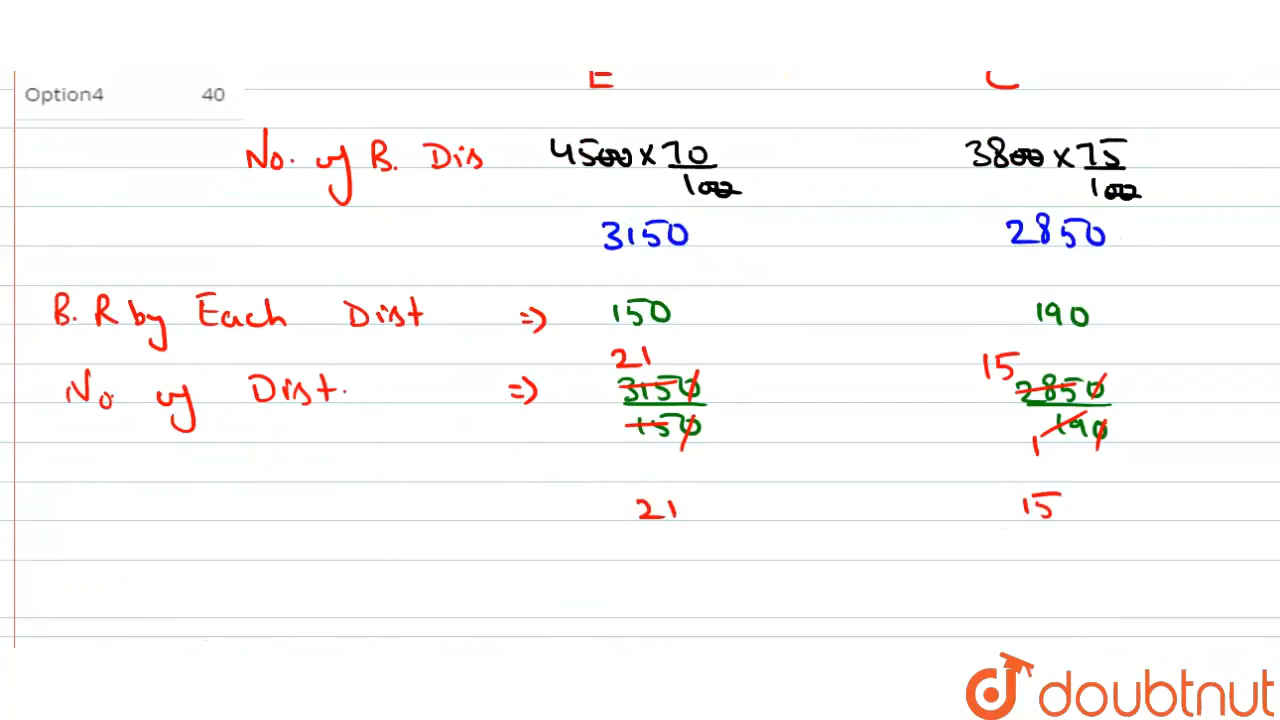 Option4 40
E C
No. of B. Dis 4500 × 70/100 3800 × 75/100
3150 2850
B. R by Each Dist ⇒ 150 190
21 15
No of Dist. ⇒ 3150/150 2850/190
1
21 15
doubtnut